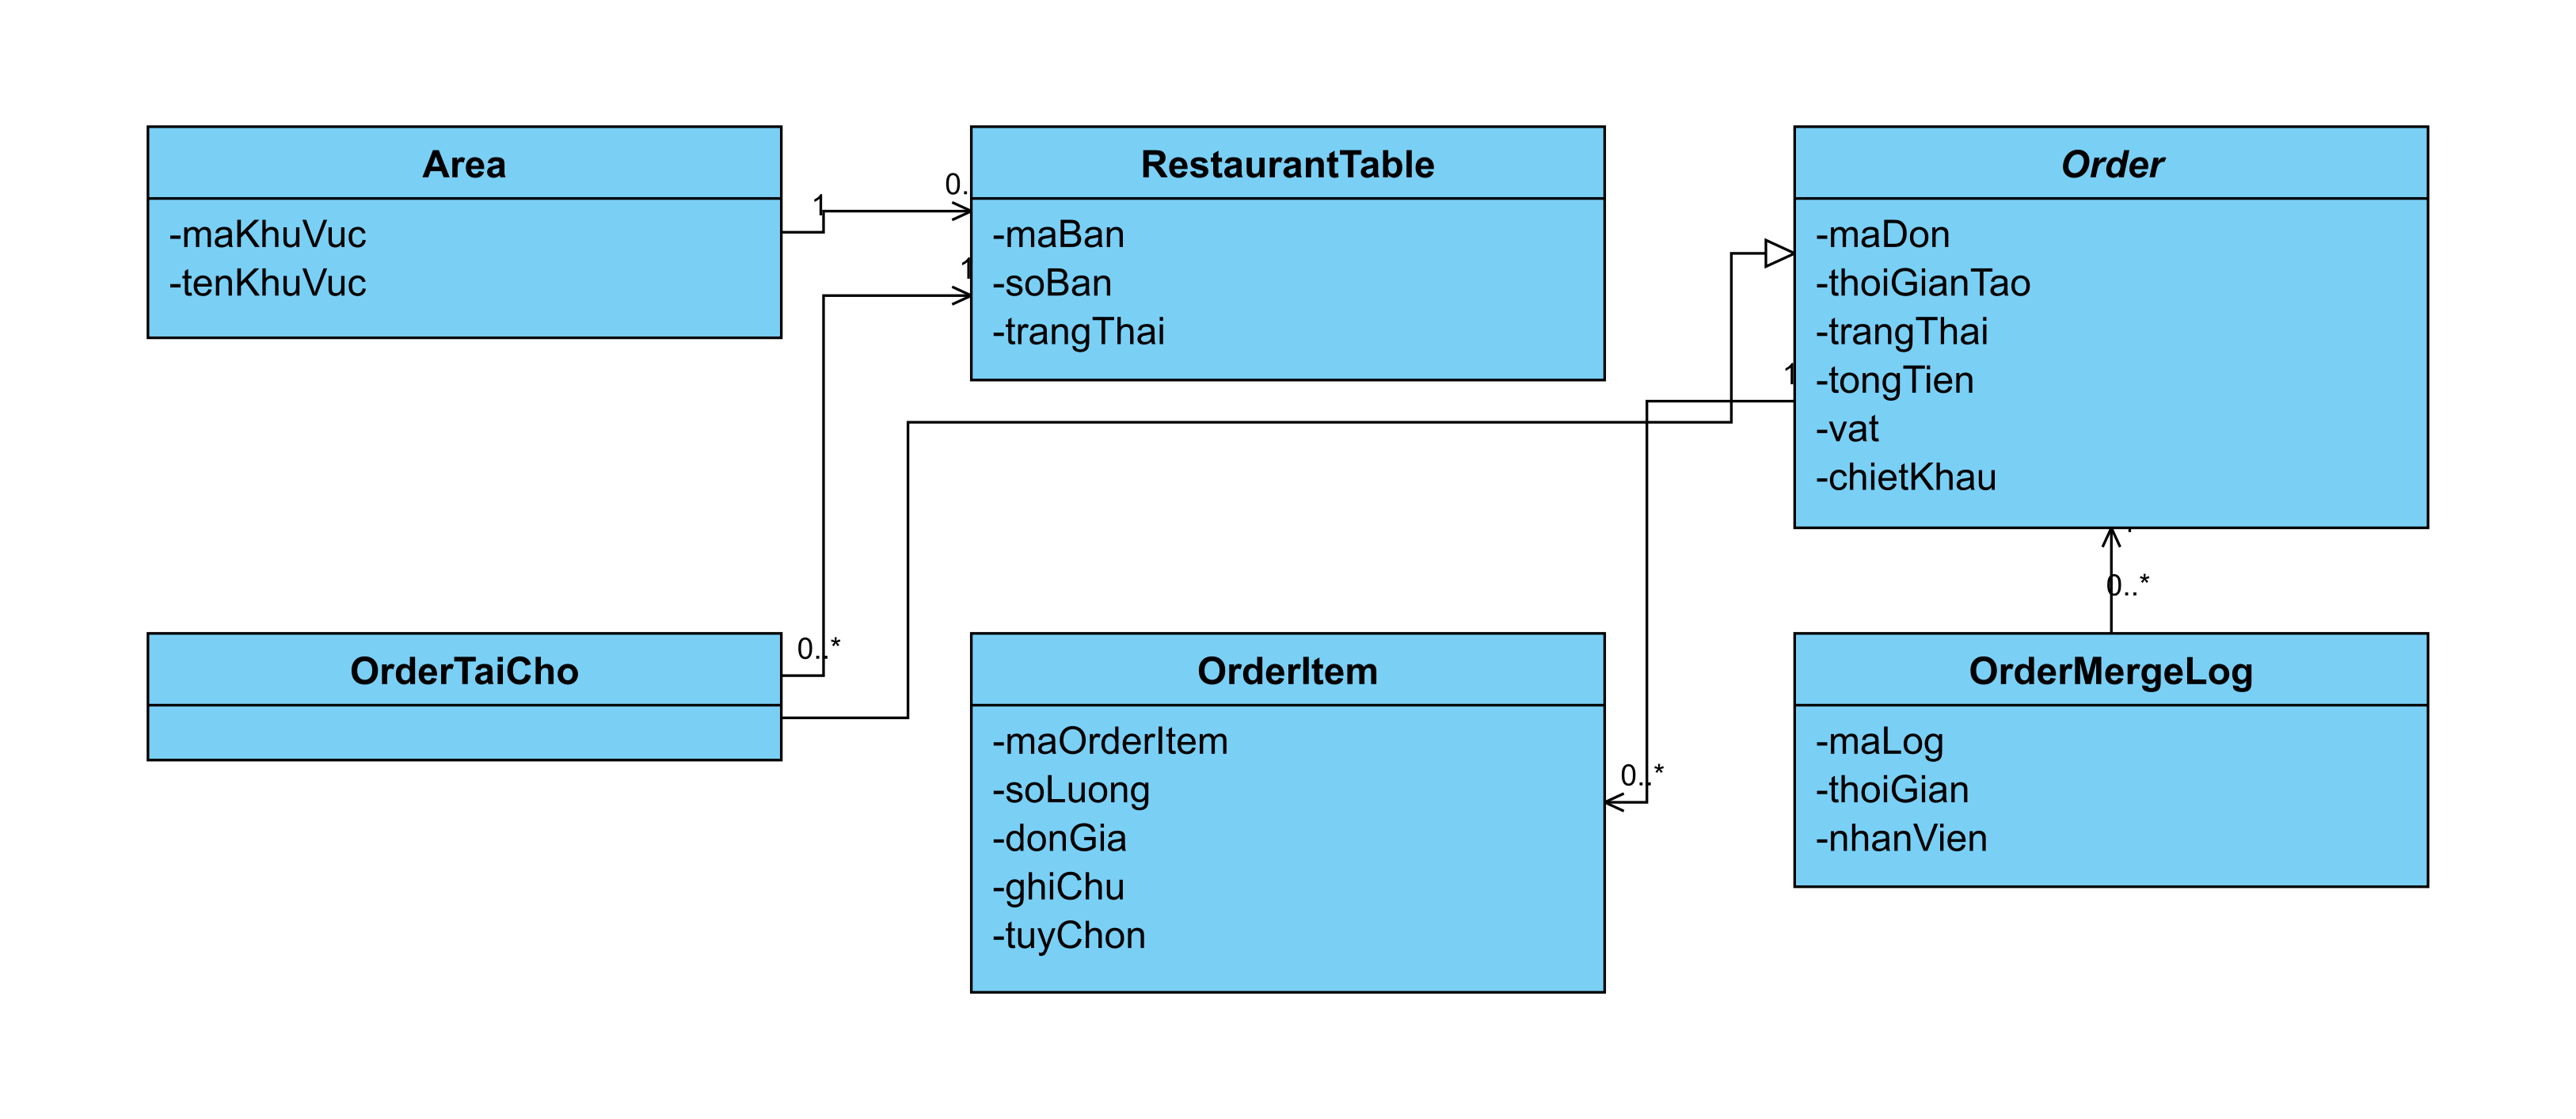 Area
-maKhuVuc
-tenKhuVuc
1
0.
RestaurantTable
-maBan
-soBan
-trangThai
1
Order
-maDon
-thoiGianTao
-trangThai
-tongTien
-vat
-chietKhau
1
0..*
OrderTaiCho
0..*
OrderItem
-maOrderItem
-soLuong
-donGia
-ghiChu
-tuyChon
0..*
OrderMergeLog
-maLog
-thoiGian
-nhanVien